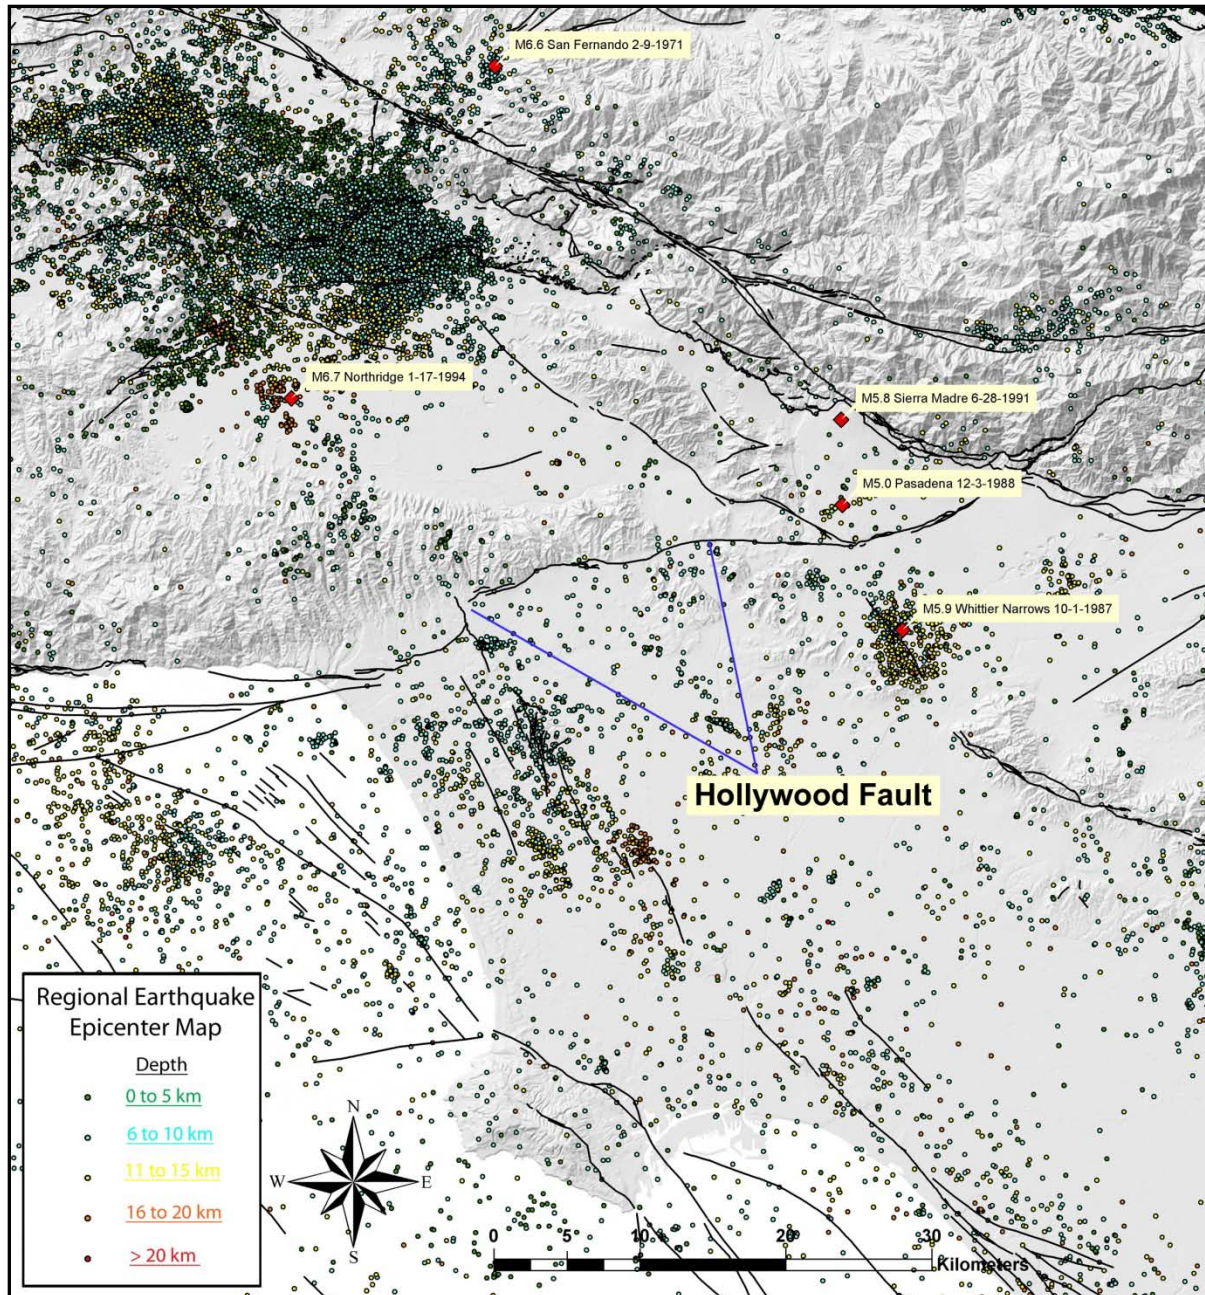 M6.6 San Fernando 2-9-1971
M6.7 Northridge 1-17-1994
M5.8 Sierra Madre 6-28-1991
M5.0 Pasadena 12-3-1988
M5.9 Whittier Narrows 10-1-1987
Hollywood Fault
Regional Earthquake
Epicenter Map
Depth
0 to 5 km
6 to 10 km
11 to 15 km
16 to 20 km
> 20 km
N
W E
S
0 5 10 20 30
Kilometers